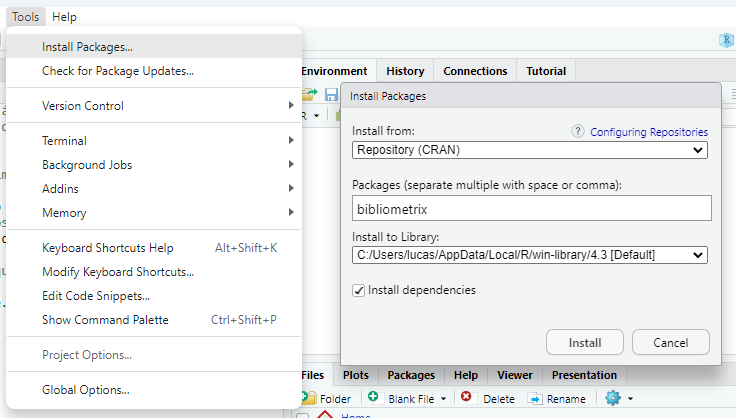 Tools Help
Install Packages...
Check for Package Updates...
Version Control
Terminal
Background Jobs
Addins
Memory
Keyboard Shortcuts Help Alt+Shift+K
Modify Keyboard Shortcuts...
Edit Code Snippets...
Show Command Palette Ctrl+Shift+P
Project Options...
Global Options...
Environment History Connections Tutorial
R
Install Packages
Install from: ? Configuring Repositories
Repository (CRAN)
Packages (separate multiple with space or comma):
bibliometrix
Install to Library:
C:/Users/lucas/AppData/Local/R/win-library/4.3 [Default]
Install dependencies
Install Cancel
Files Plots Packages Help Viewer Presentation
Folder Blank File Delete Rename
Home